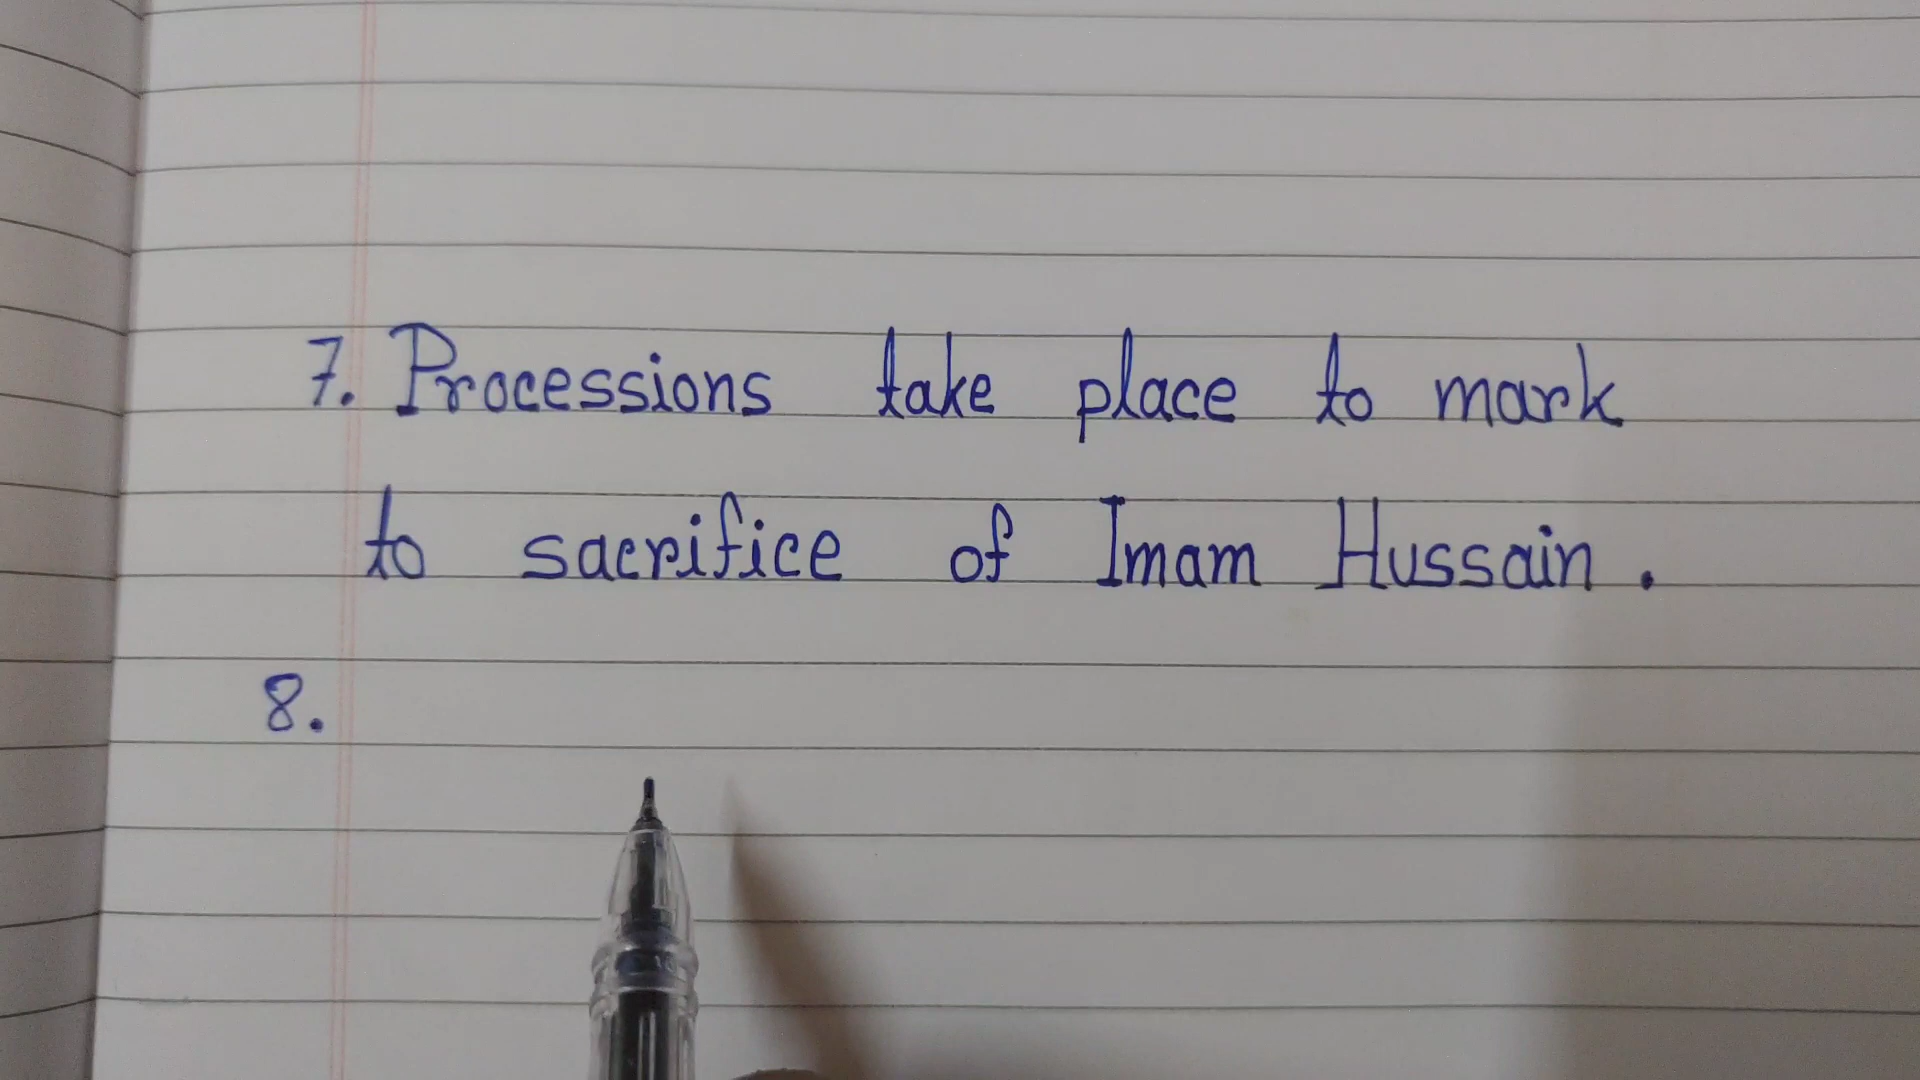 7. Processions take place to mark
to sacrifice of Imam Hussain.
8.